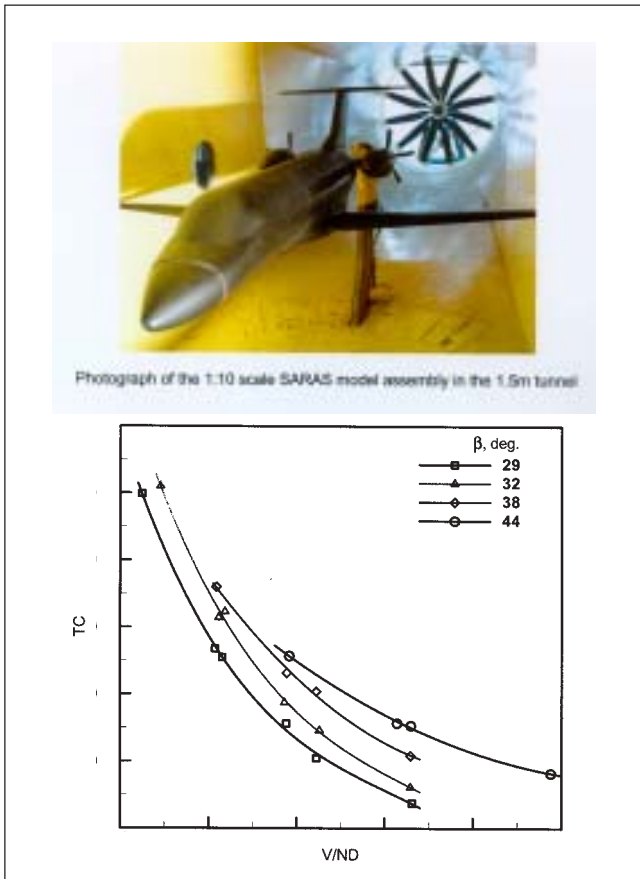 Photograph of the 1:10 scale SARAS model assembly in the 1.5m tunnel
β, deg.
29
32
38
44
TC
V/ND